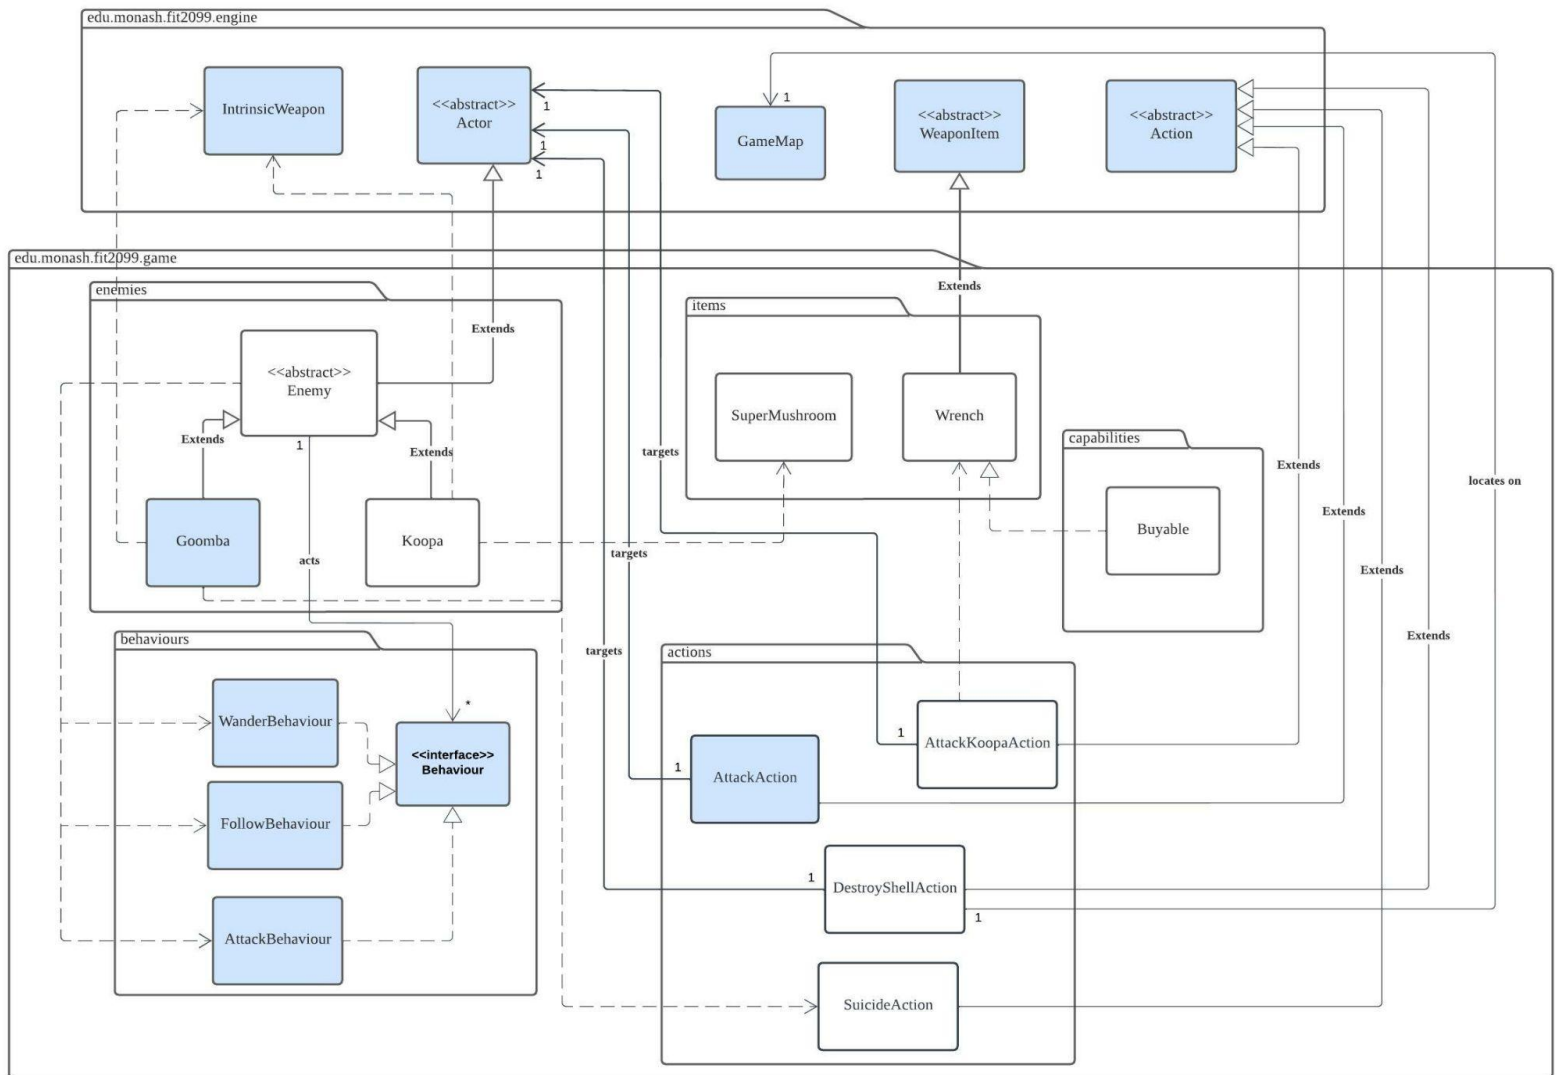 edu.monash.fit2099.engine
IntrinsicWeapon
<<abstract>>
Actor
1
1
1
1
GameMap
<<abstract>>
WeaponItem
<<abstract>>
Action
edu.monash.fit2099.game
enemies
<<abstract>>
Enemy
Extends
Extends
Extends
1
Goomba
Koopa
acts
items
Extends
SuperMushroom
Wrench
capabilities
Buyable
targets
targets
targets
Extends
Extends
Extends
Extends
locates on
behaviours
WanderBehaviour
*
<<interface>>
Behaviour
FollowBehaviour
AttackBehaviour
actions
1
AttackKoopaAction
1
AttackAction
1
DestroyShellAction
1
SuicideAction